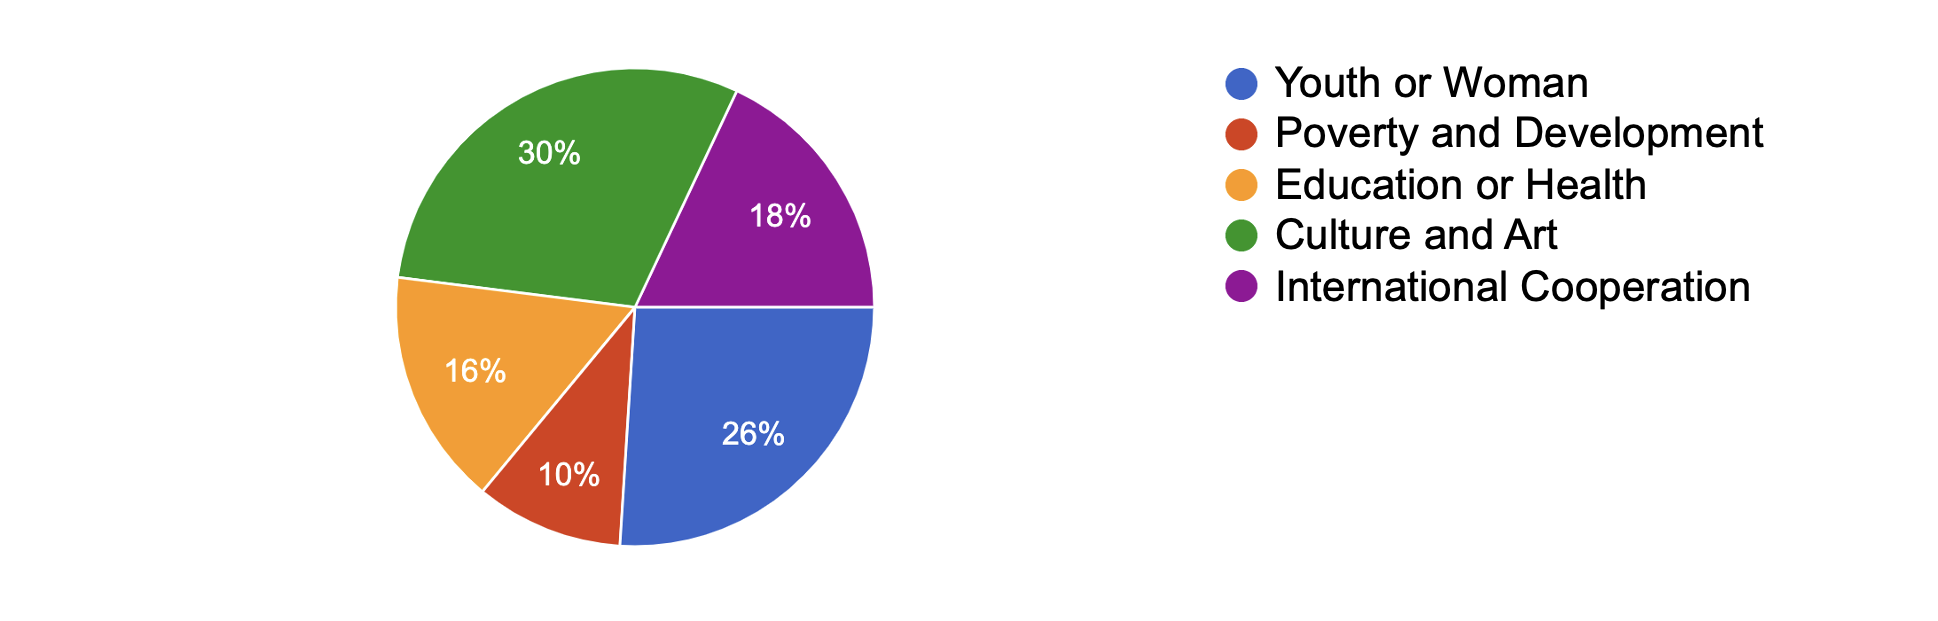 30%
18%
16%
10%
26%
Youth or Woman
Poverty and Development
Education or Health
Culture and Art
International Cooperation